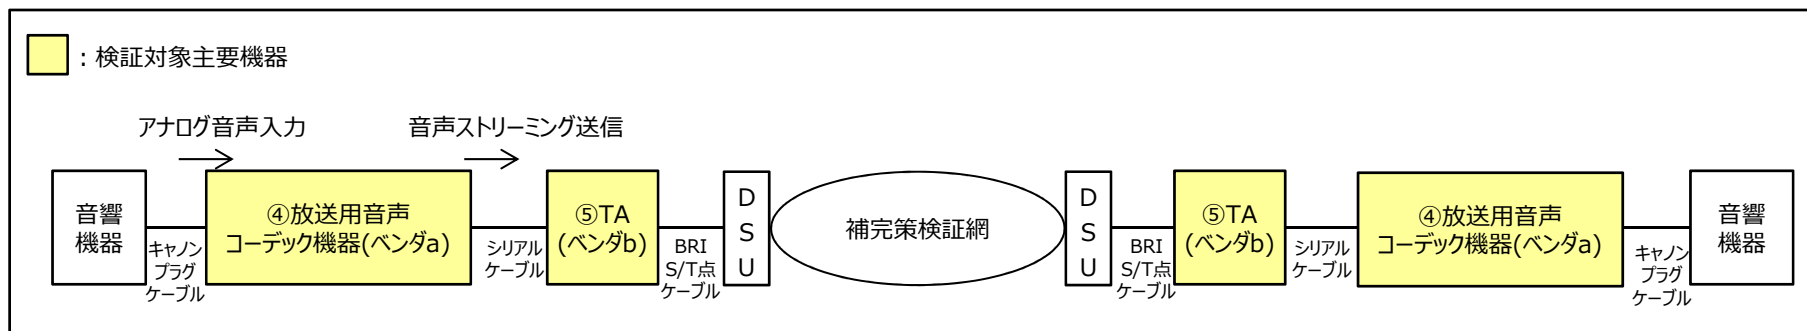 ：検証対象主要機器
アナログ音声入力
音声ストリーミング送信
音響
機器
キャノン
プラグ
ケーブル
④放送用音声
コーデック機器(ベンダa)
シリアル
ケーブル
⑤TA
(ベンダb)
BRI
S/T点
ケーブル
D
S
U
補完策検証網
D
S
U
BRI
S/T点
ケーブル
⑤TA
(ベンダb)
シリアル
ケーブル
④放送用音声
コーデック機器(ベンダa)
キャノン
プラグ
ケーブル
音響
機器